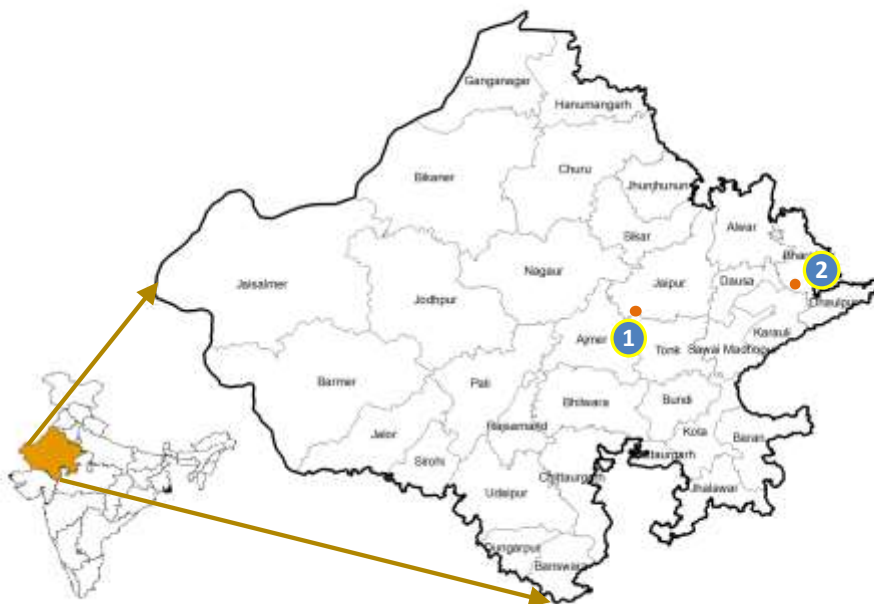 Ganganagar
Hanumangarh
Churu
Bikaner
Jhunjhunun
Alwar
Sikar
2
Nagaur
Jaipur
Dausa
Jaisalmer
Jodhpur
Dhaulpur
Karauli
Ajmer
1
Tonk
Sawai Madhopur
Barmer
Pali
Bhilwara
Bundi
Rajsamand
Kota
Jalor
Baran
Sirohi
Chittaurgarh
Jhalawar
Udaipur
Dungarpur
Banswara